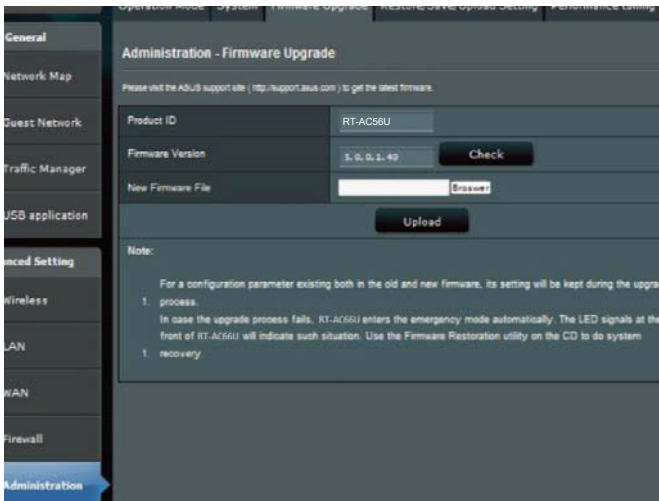 Operation Mode System Firmware Upgrade Restore/Save/Upload Setting Performance tuning
General
Network Map
Guest Network
Traffic Manager
USB application
nced Setting
Wireless
LAN
WAN
Firewall
Administration
Administration - Firmware Upgrade
Please visit the ASUS support site ( http://support.asus.com ) to get the latest firmware.
Product ID RT-AC56U
Firmware Version 3.0.0.1.40 Check
New Firmware File Broswer
Upload
Note:
For a configuration parameter existing both in the old and new firmware, its setting will be kept during the upgra
1. process.
In case the upgrade process fails, RT-AC66U enters the emergency mode automatically. The LED signals at the
front of RT-AC66U will indicate such situation. Use the Firmware Restoration utility on the CD to do system
1. recovery.